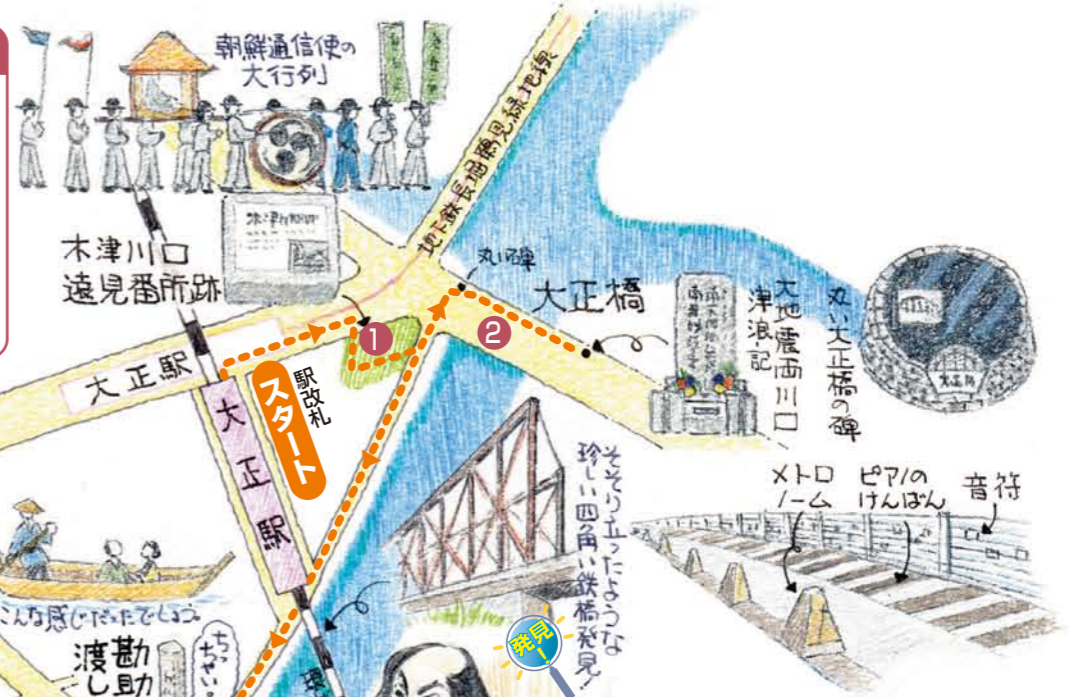 朝鮮通信使の
大行列
木津川口
遠見番所跡
地下鉄長堀鶴見緑地線
丸い碑
大正橋
大地震両川口
津浪記
丸い大正橋の碑
1
2
大正駅
駅改札
スタート
大正駅
そそり立ったような
珍しい四角い鉄橋発見!
発見!
メトロ
ノーム
ピアノの
けんばん
音符
こんな感じだったでしょう。
勘助
渡し
ちっ
ちゃい。
環